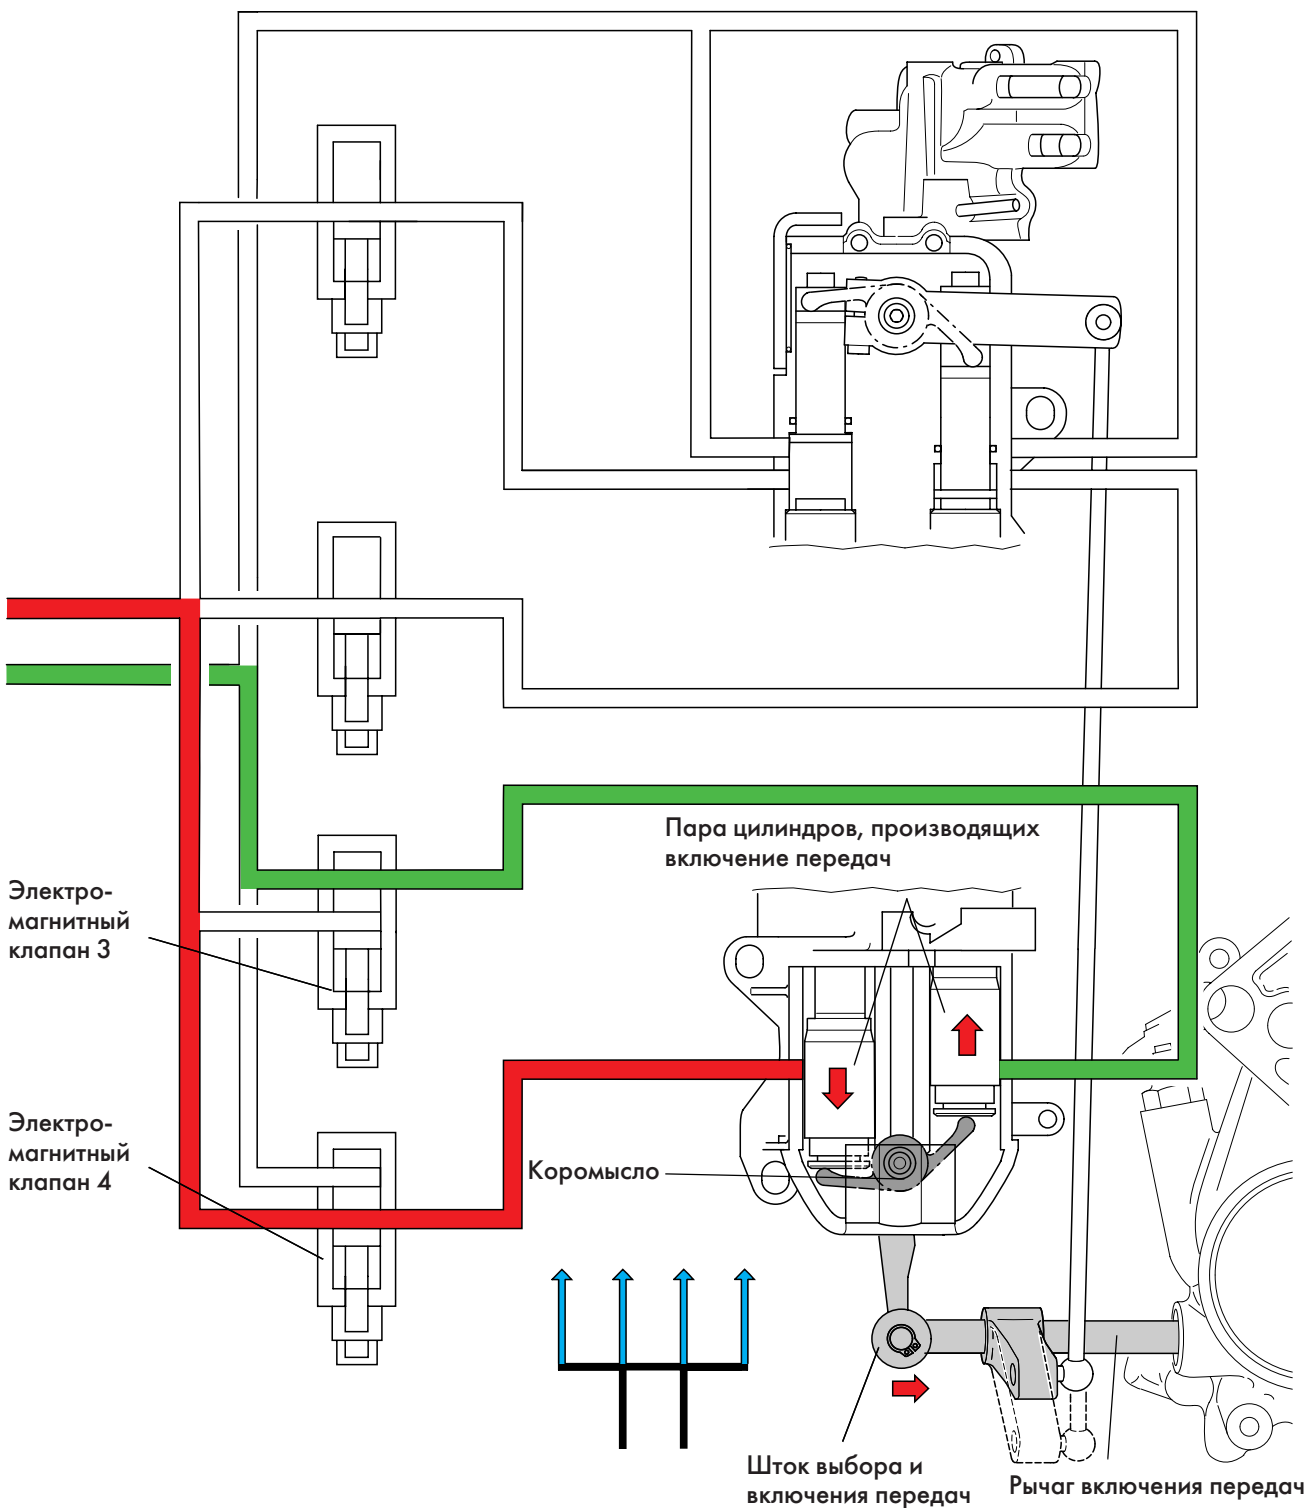 Пара цилиндров, производящих
включение передач
Электро-
магнитный
клапан 3
Электро-
магнитный
клапан 4
Коромысло
Шток выбора и
включения передач
Рычаг включения передач